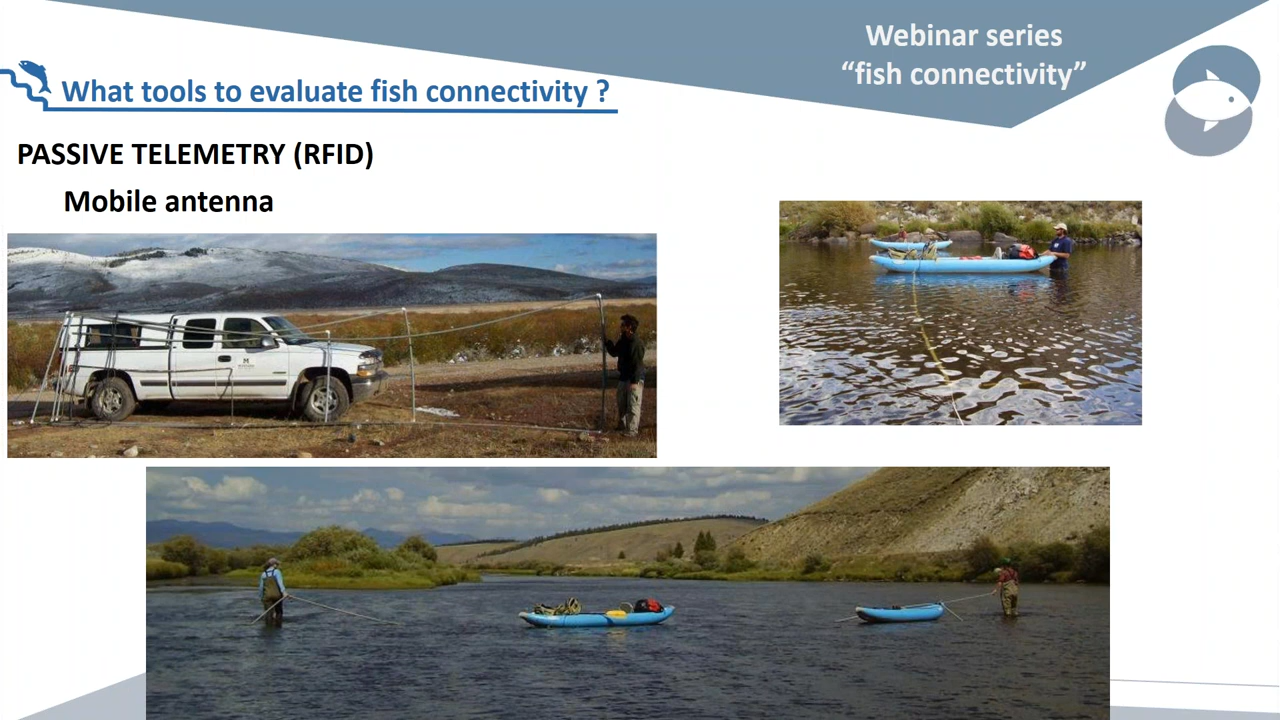 Webinar series
“fish connectivity”
What tools to evaluate fish connectivity ?
PASSIVE TELEMETRY (RFID)
Mobile antenna